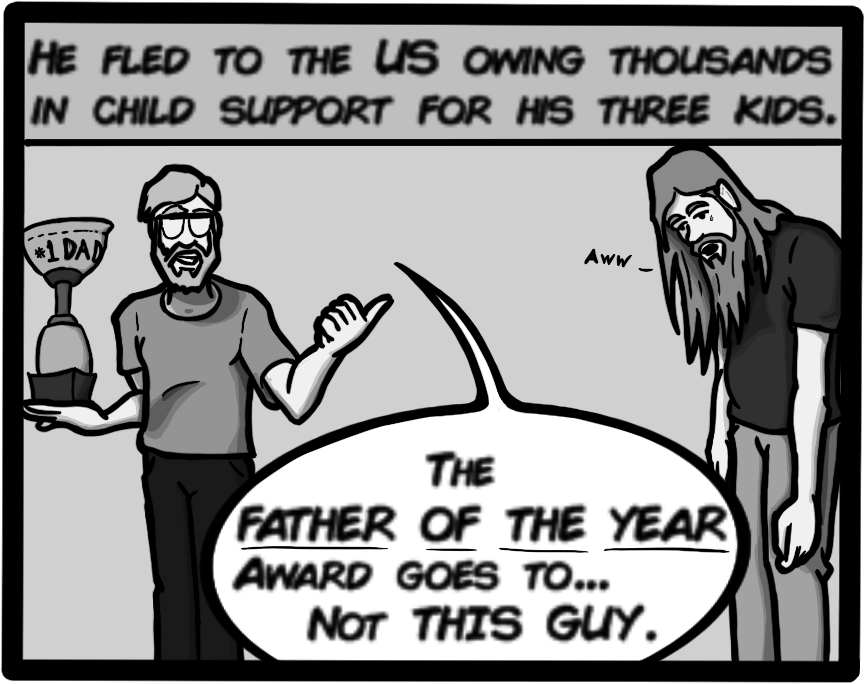 HE FLED TO THE US OWING THOUSANDS
IN CHILD SUPPORT FOR HIS THREE KIDS.
#1 DAD
AWW_
THE
FATHER OF THE YEAR
AWARD GOES TO...
NOT THIS GUY.